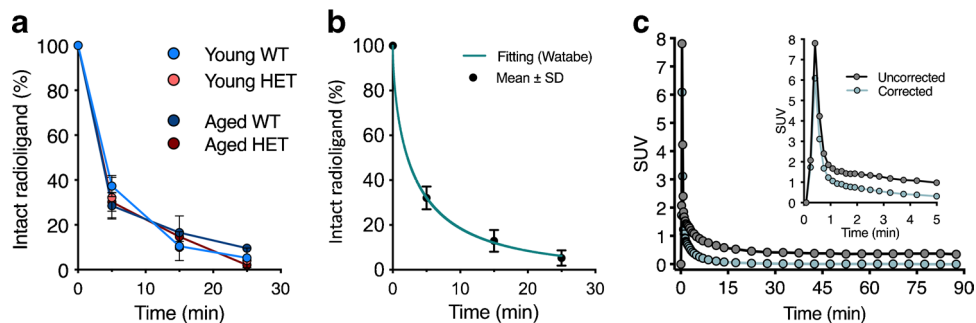 a
Intact radioligand (%)
100
80
60
40
20
0
Young WT
Young HET
Aged WT
Aged HET
0 10 20 30
Time (min)
b
Intact radioligand (%)
100
80
60
40
20
0
Fitting (Watabe)
Mean ± SD
0 10 20 30
Time (min)
c
SUV
8
7
6
5
4
3
2
1
0
0 15 30 45 60 75 90
Time (min)
SUV
8
7
6
5
4
3
2
1
0
Uncorrected
Corrected
0 1 2 3 4 5
Time (min)